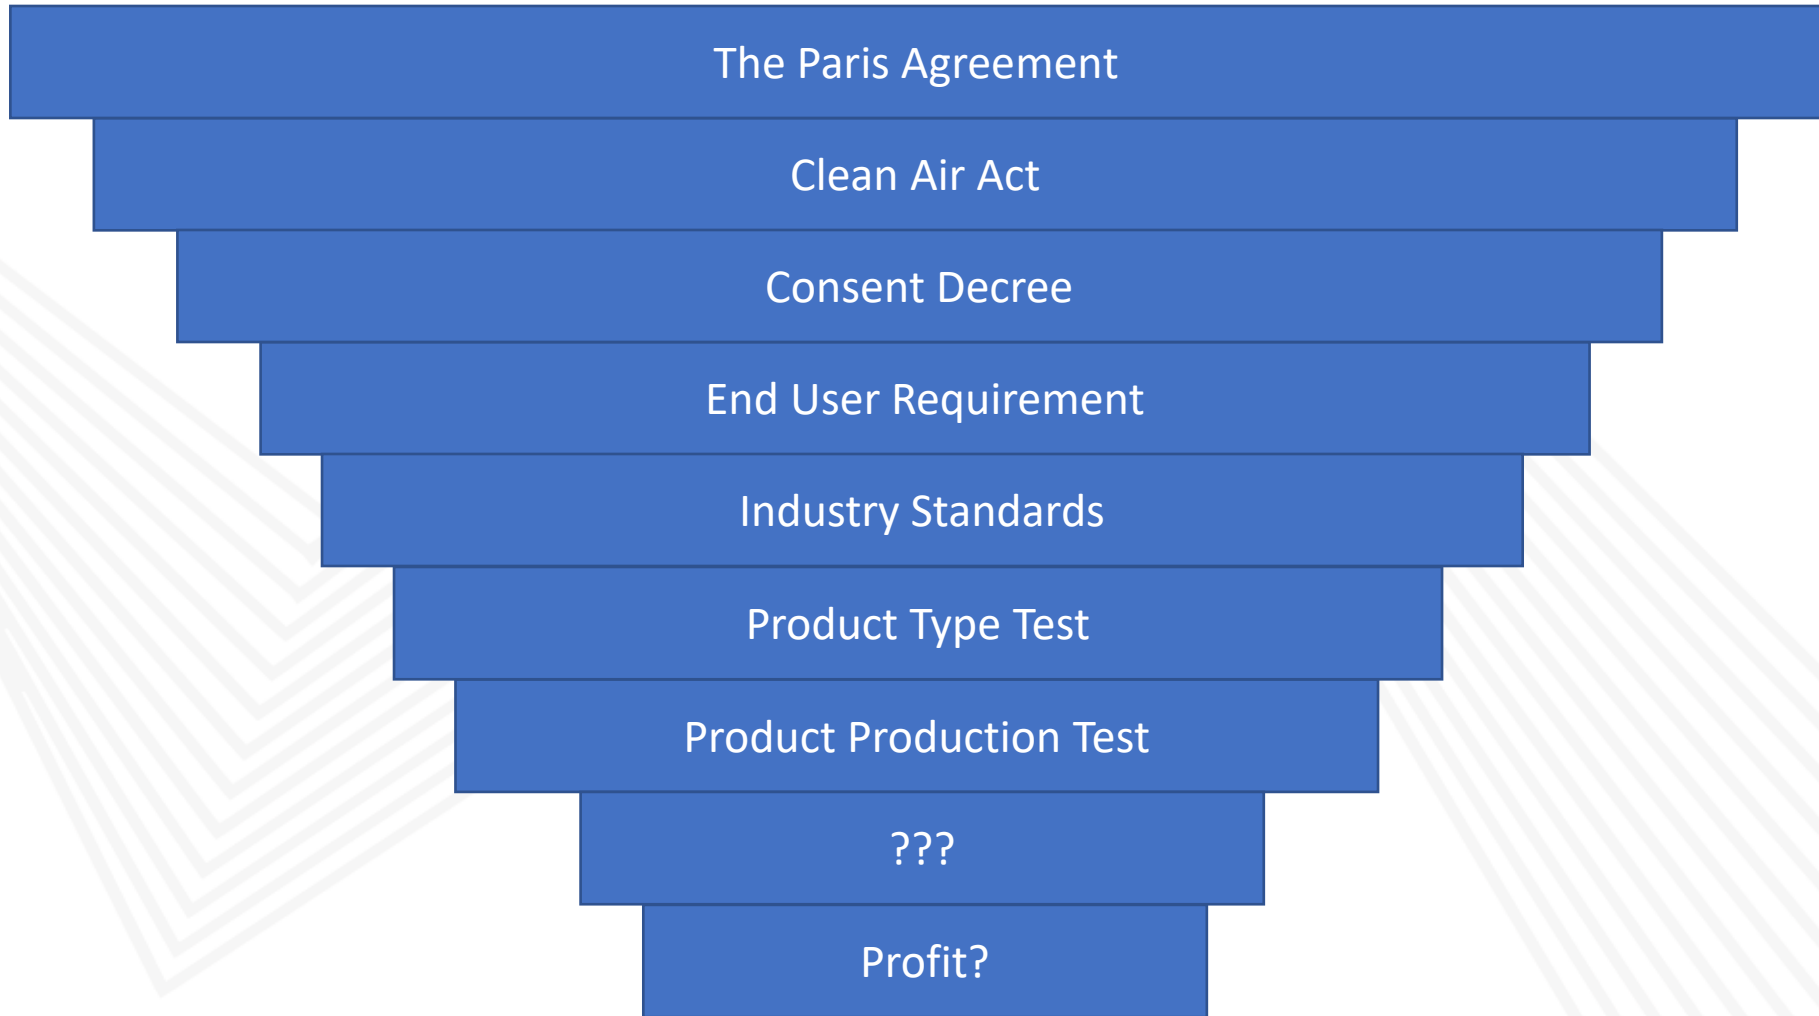 The Paris Agreement
Clean Air Act
Consent Decree
End User Requirement
Industry Standards
Product Type Test
Product Production Test
???
Profit?